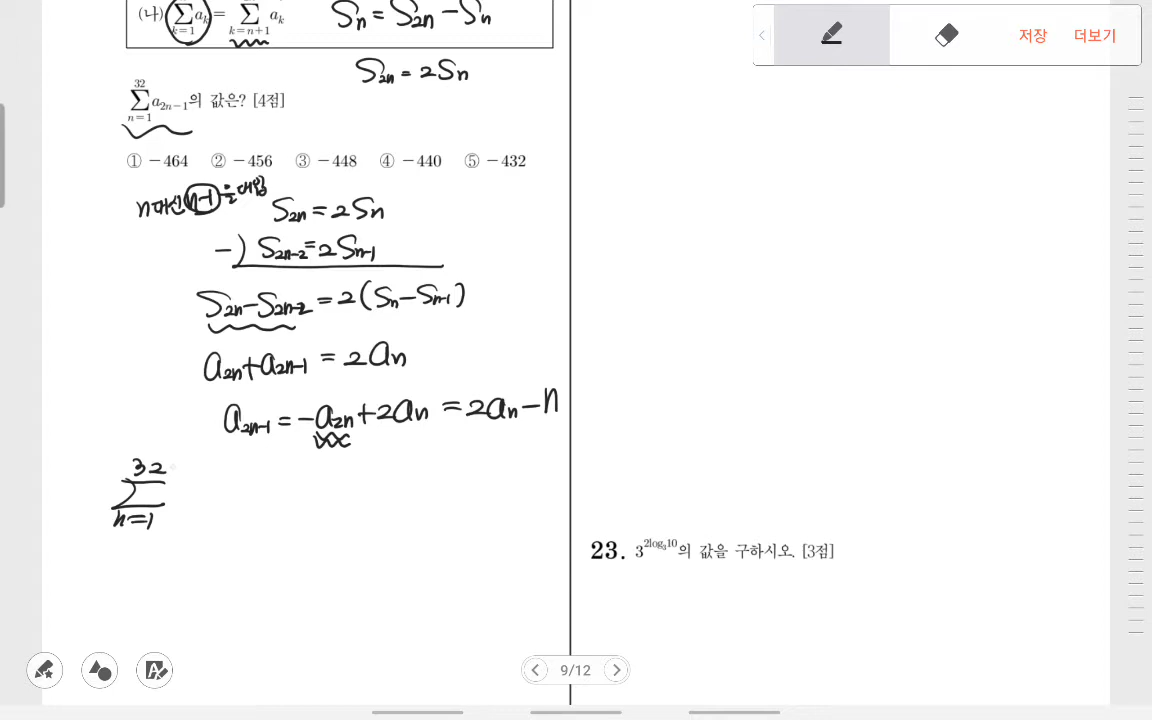 (나) ∑_{k=1} a_k = ∑_{k=n+1} a_k
S_n = S_{2n} - S_n
S_{2n} = 2S_n
∑_{n=1}^{32} a_{2n-1}의 값은? [4점]
① -464 ② -456 ③ -448 ④ -440 ⑤ -432
n 대신 n-1 을 대입
S_{2n} = 2S_n
-) S_{2n-2} = 2S_{n-1}
S_{2n} - S_{2n-2} = 2(S_n - S_{n-1})
a_{2n} + a_{2n-1} = 2a_n
a_{2n-1} = -a_{2n} + 2a_n = 2a_n - n
∑_{n=1}^{32}
저장 더보기
23. 3^{2log_3 10}의 값을 구하시오. [3점]
9/12